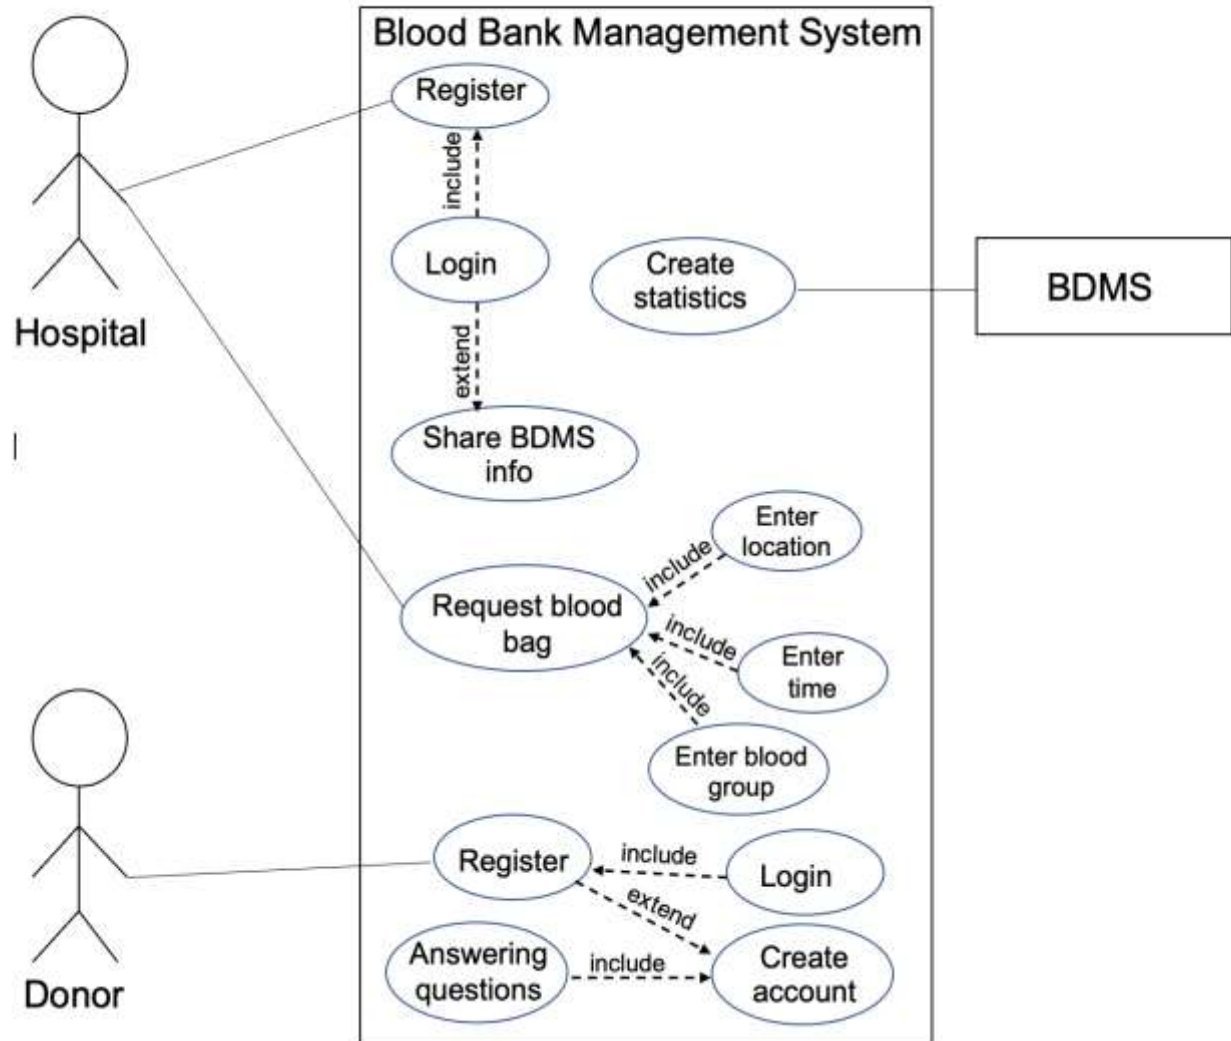 Blood Bank Management System
Register
include
Login
extend
Share BDMS
info
Create
statistics
BDMS
Hospital
Request blood
bag
include
Enter
location
include
Enter
time
include
Enter blood
group
Register
include
Login
extend
Answering
questions
include
Create
account
Donor